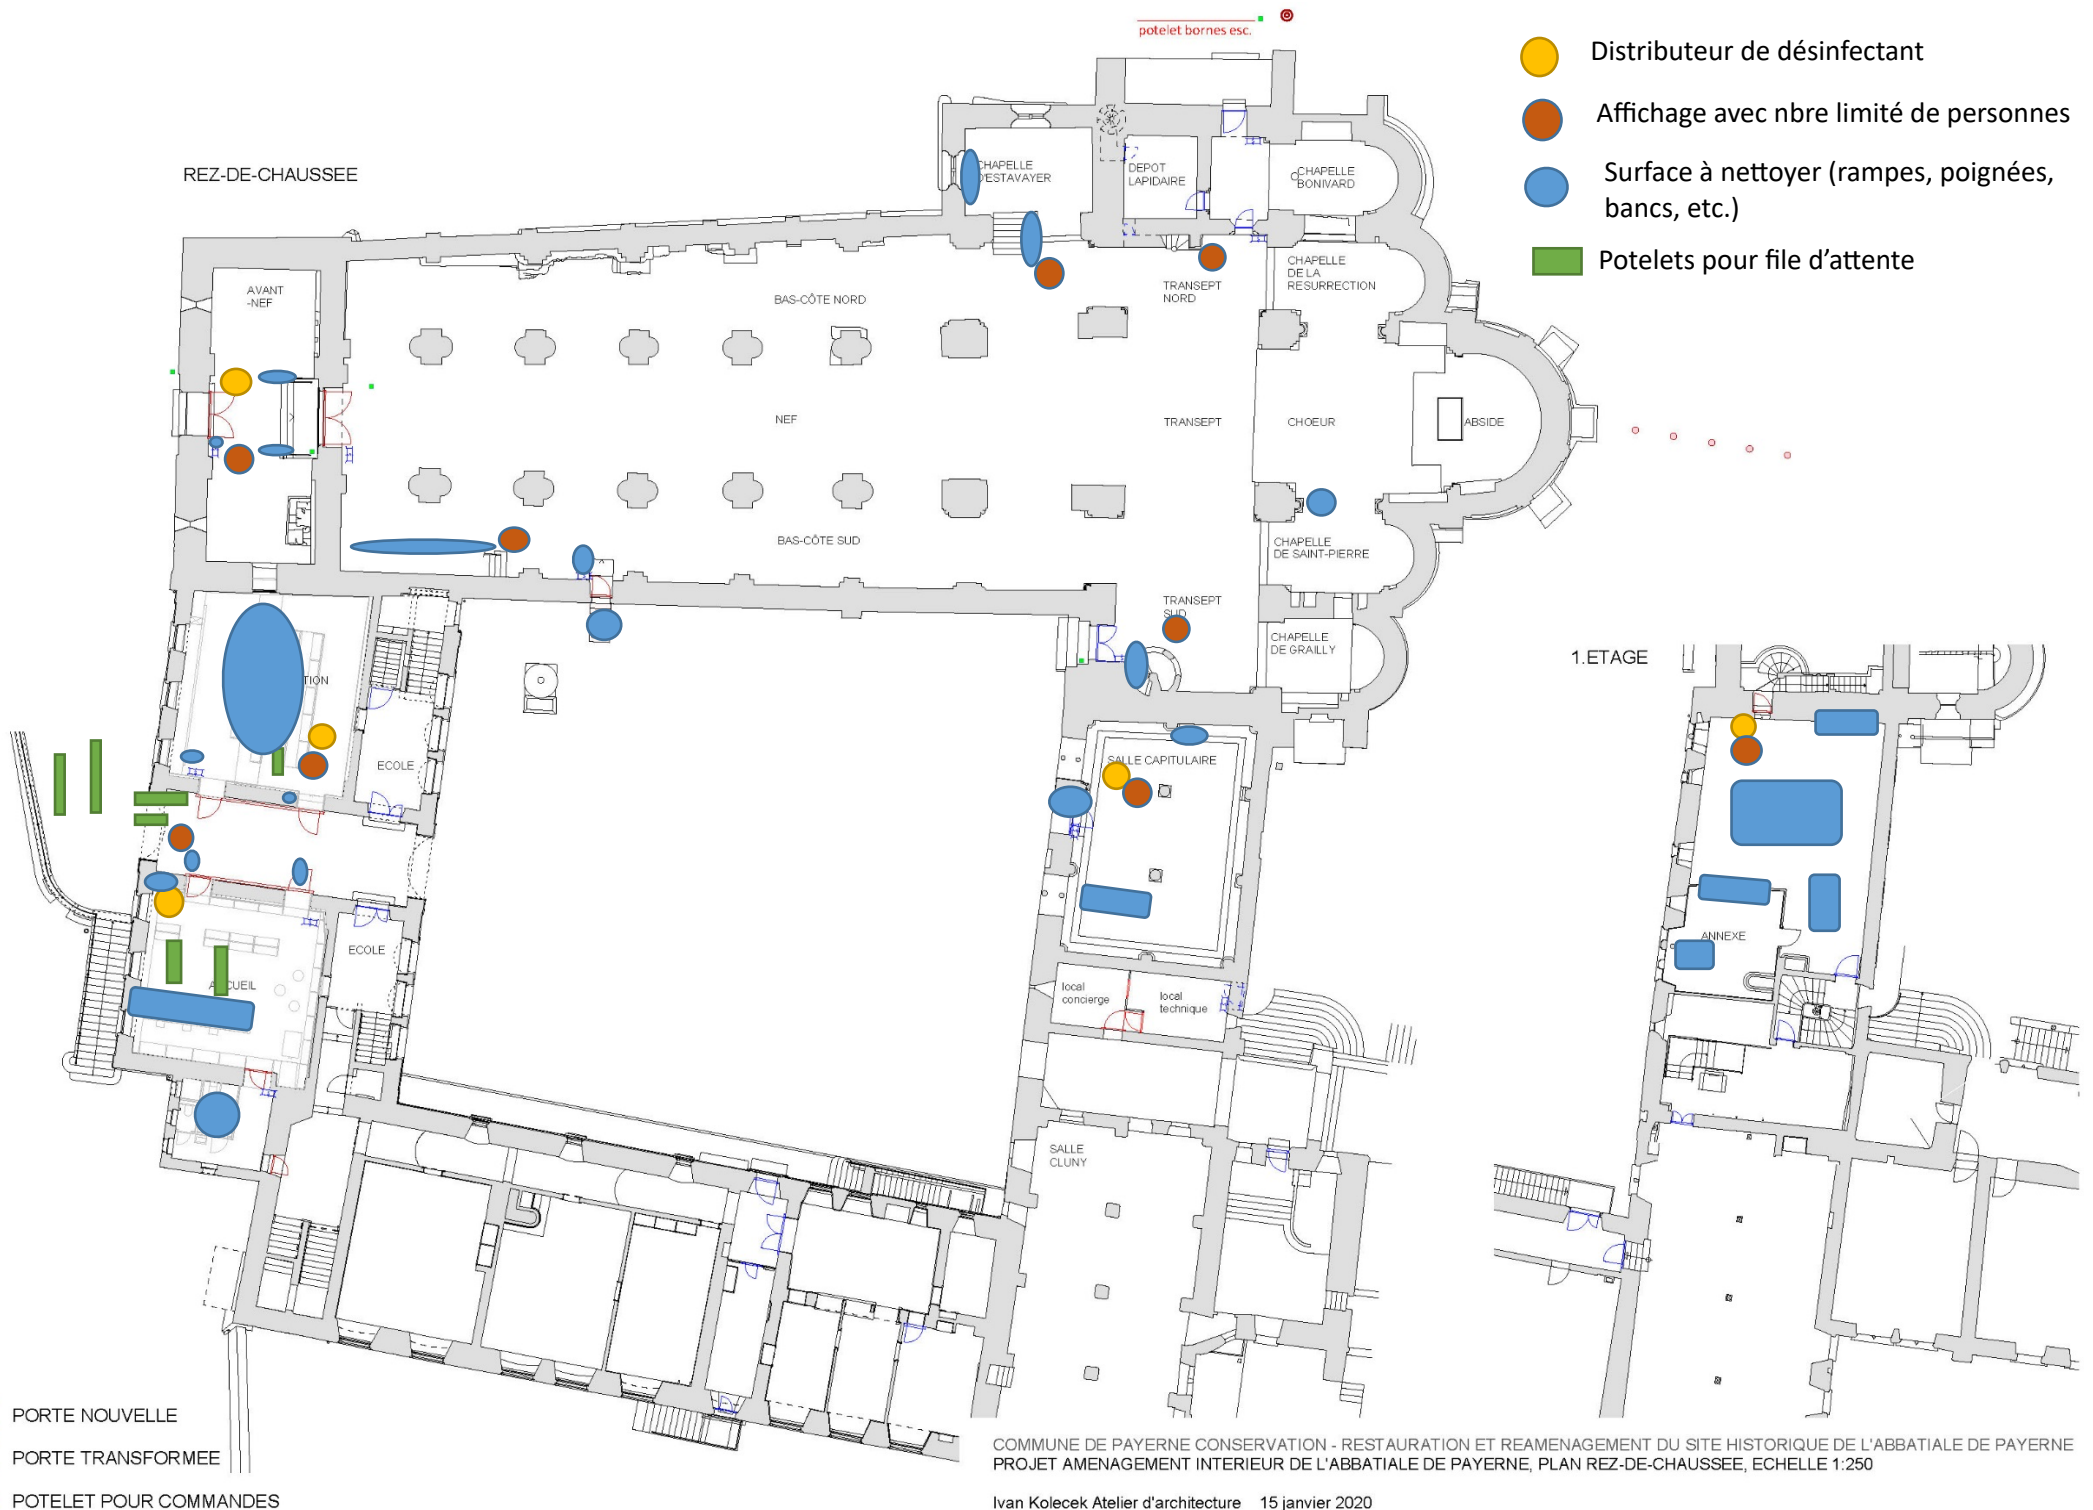 potelet bornes esc.
Distributeur de désinfectant
Affichage avec nbre limité de personnes
Surface à nettoyer (rampes, poignées,
bancs, etc.)
Potelets pour file d'attente
REZ-DE-CHAUSSEE
CHAPELLE
D'ESTAVAYER
DEPOT
LAPIDAIRE
CHAPELLE
BONIVARD
AVANT
-NEF
BAS-CÔTE NORD
TRANSEPT
NORD
CHAPELLE
DE LA
RESURRECTION
NEF
TRANSEPT
CHOEUR
ABSIDE
BAS-CÔTE SUD
CHAPELLE
DE SAINT-PIERRE
TRANSEPT
SUD
CHAPELLE
DE GRAILLY
1.ETAGE
TION
ECOLE
SALLE CAPITULAIRE
ECOLE
ACCUEIL
ANNEXE
local
concierge
local
technique
SALLE
CLUNY
PORTE NOUVELLE
PORTE TRANSFORMEE
POTELET POUR COMMANDES
COMMUNE DE PAYERNE CONSERVATION - RESTAURATION ET REAMENAGEMENT DU SITE HISTORIQUE DE L'ABBATIALE DE PAYERNE
PROJET AMENAGEMENT INTERIEUR DE L'ABBATIALE DE PAYERNE, PLAN REZ-DE-CHAUSSEE, ECHELLE 1:250
Ivan Kolecek Atelier d'architecture 15 janvier 2020